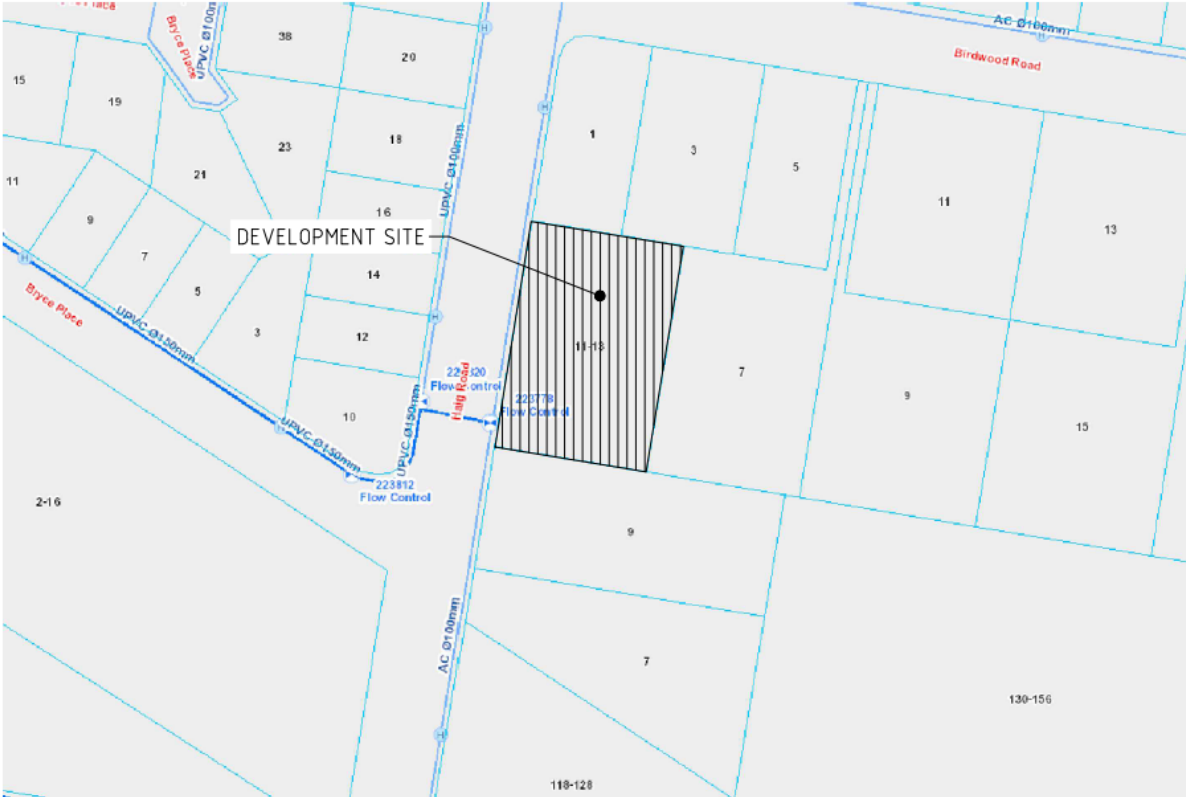 Place
UPVC Ø100m
Bryce Place
38
20
AC Ø100mm
Birdwood Road
15
19
23
18
UPVC Ø100mm
1
3
5
11
13
21
11
9
16
7
DEVELOPMENT SITE
14
5
Bryce Place
UPVC Ø150mm
3
12
11-13
7
Flow Control
Haig Road
223778
Flow Control
9
15
10
UPVC Ø150mm
UPVC Ø150mm
223812
Flow Control
2-16
9
AC Ø100mm
7
130-156
118-128